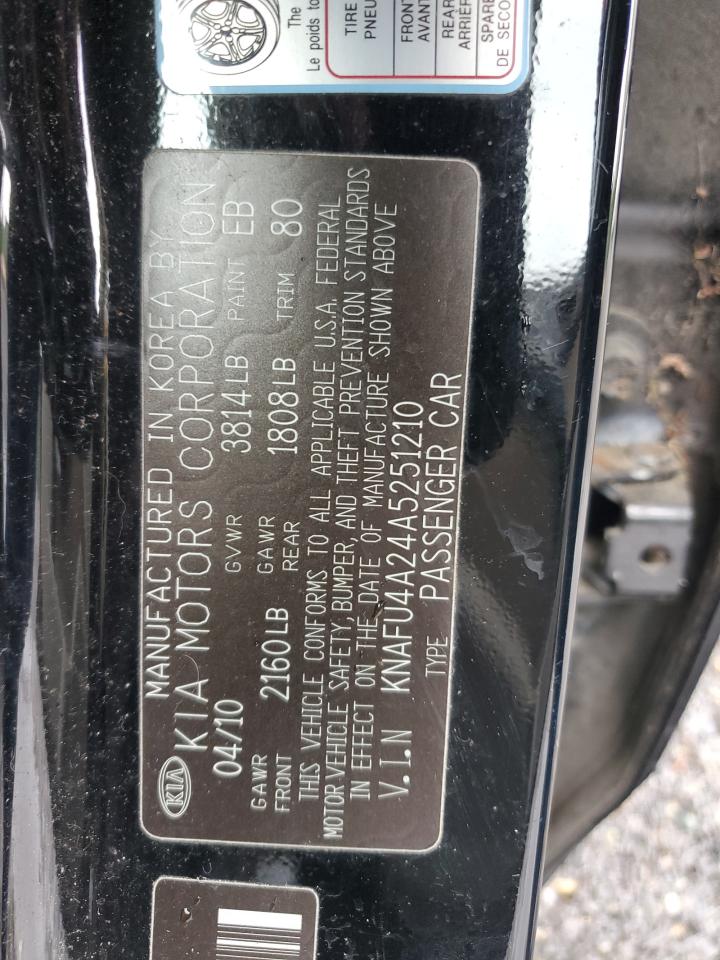 The
Le poids to
TIRE
PNEU
FRONT
AVANT
REAR
ARRIÈR
SPARE
DE SECO
MANUFACTURED IN KOREA BY
KIA KIA MOTORS CORPORATION
04/10 GVWR 3814LB PAINT EB
GAWR FRONT 2160LB GAWR REAR 1808LB TRIM 80
THIS VEHICLE CONFORMS TO ALL APPLICABLE U.S.A. FEDERAL
MOTOR VEHICLE SAFETY, BUMPER, AND THEFT PREVENTION STANDARDS
IN EFFECT ON THE DATE OF MANUFACTURE SHOWN ABOVE
V.I.N KNAFU4A24A5251210
TYPE PASSENGER CAR